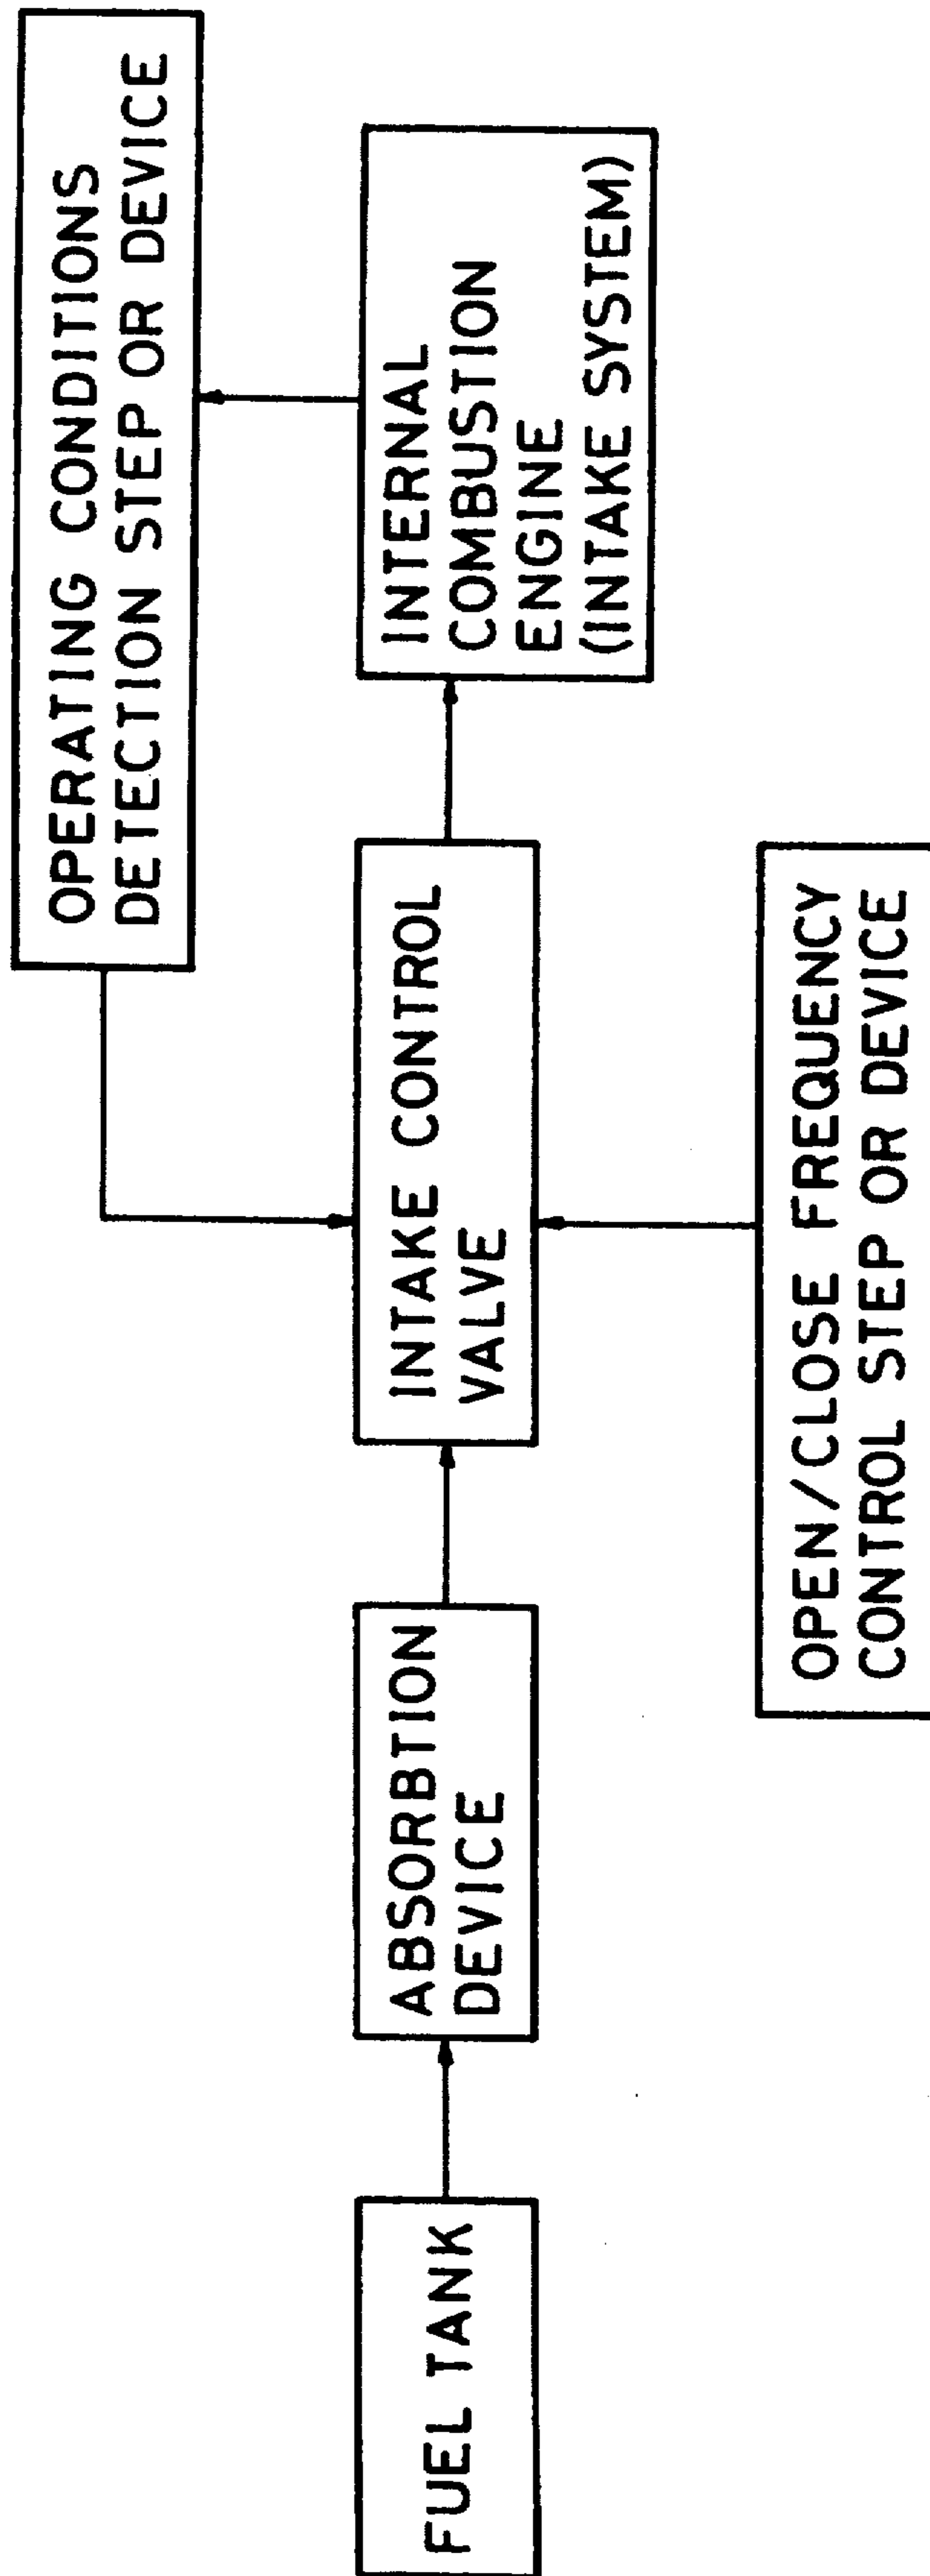 OPERATING CONDITIONS
DETECTION STEP OR DEVICE
FUEL TANK
ABSORBTION
DEVICE
INTAKE CONTROL
VALVE
INTERNAL
COMBUSTION
ENGINE
(INTAKE SYSTEM)
OPEN/CLOSE FREQUENCY
CONTROL STEP OR DEVICE